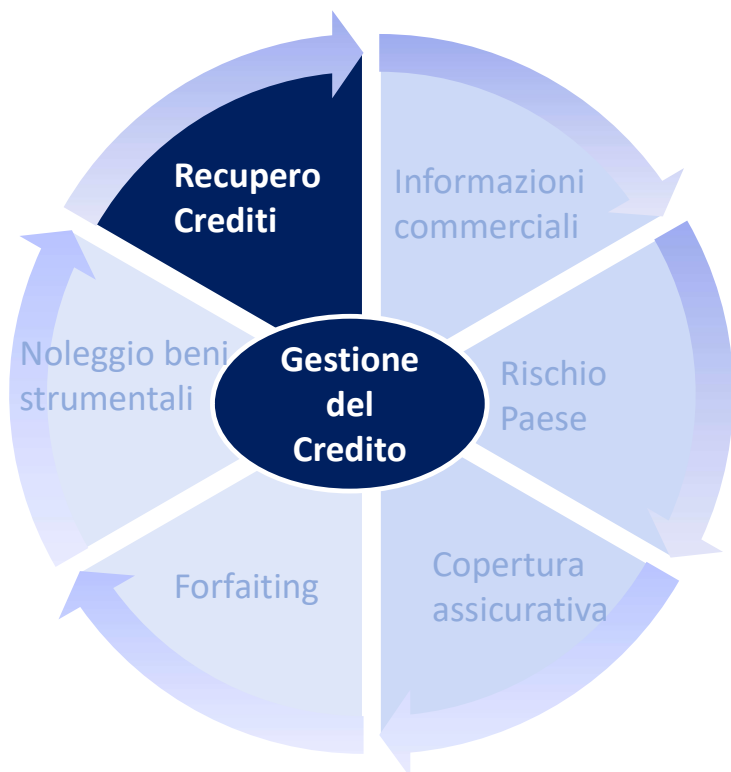 Recupero
Crediti
Informazioni
commerciali
Noleggio beni
strumentali
Gestione
del
Credito
Rischio
Paese
Forfaiting
Copertura
assicurativa